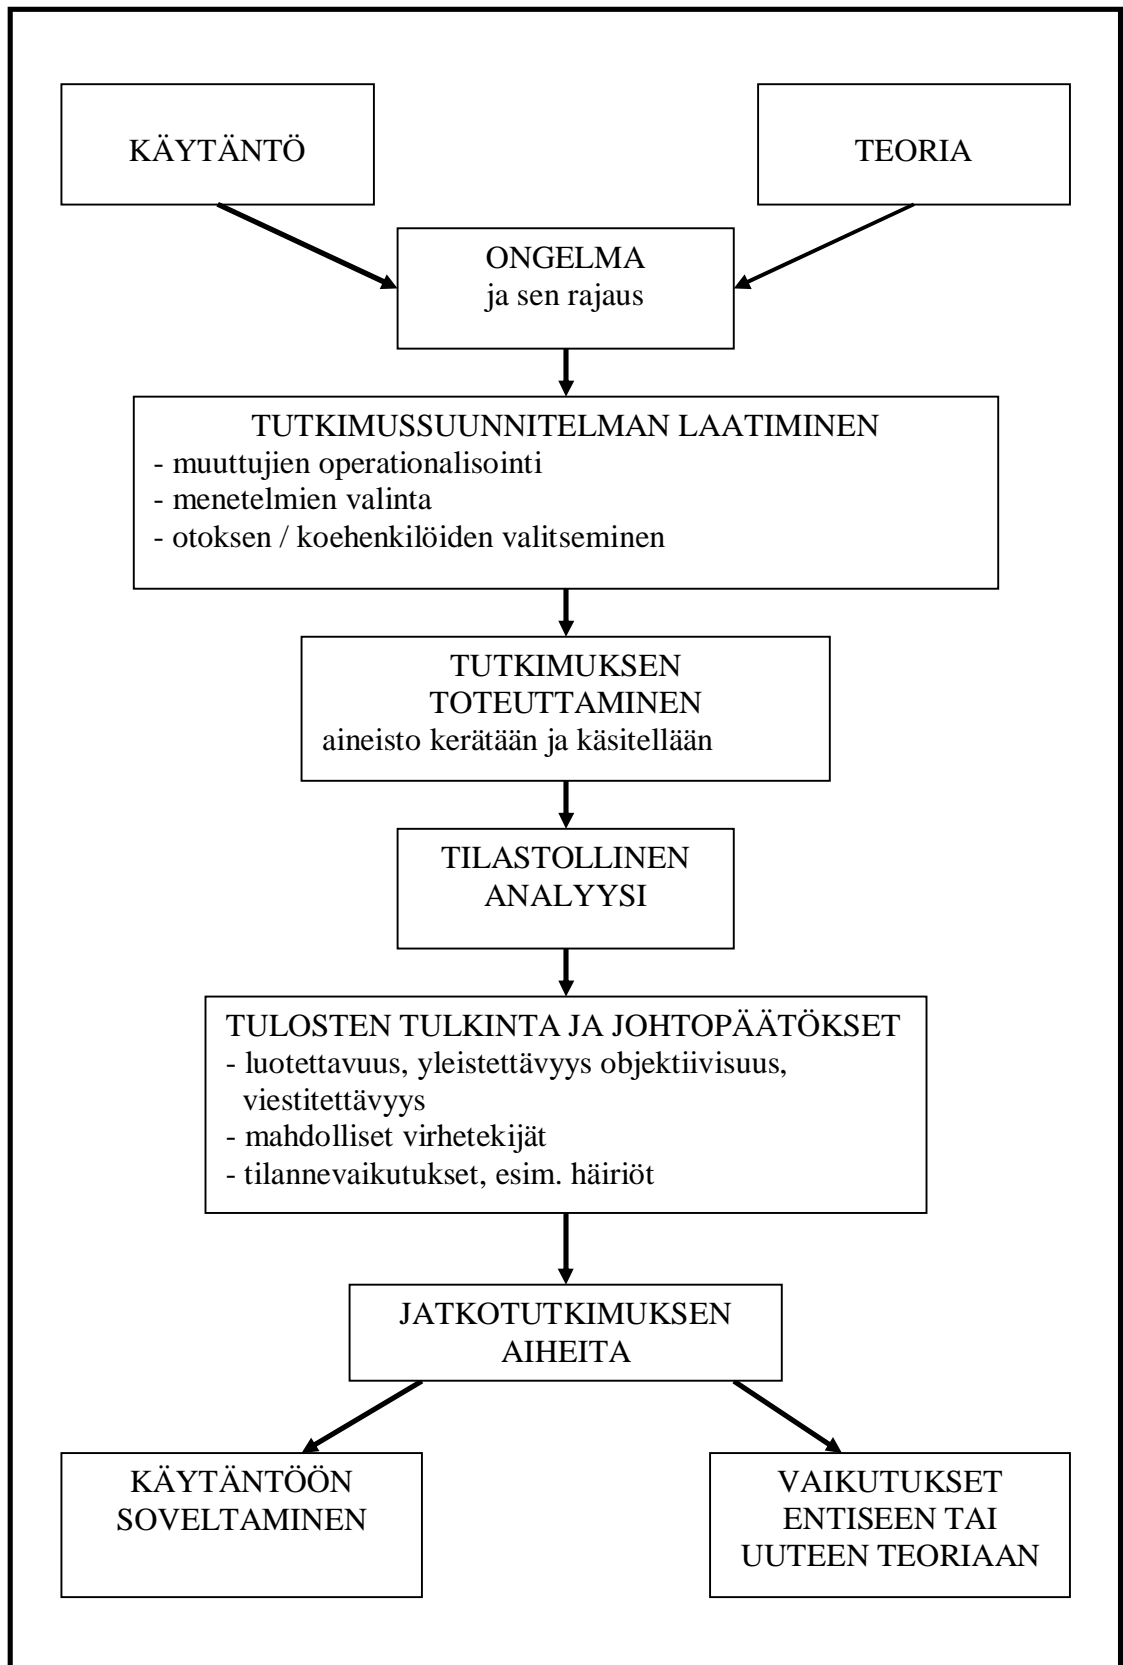 KÄYTÄNTÖ
TEORIA
ONGELMA
ja sen rajaus
TUTKIMUSSUUNNITELMAN LAATIMINEN
- muuttujien operationalisointi
- menetelmien valinta
- otoksen / koehenkilöiden valitseminen
TUTKIMUKSEN
TOTEUTTAMINEN
aineisto kerätään ja käsitellään
TILASTOLLINEN
ANALYYSI
TULOSTEN TULKINTA JA JOHTOPÄÄTÖKSET
- luotettavuus, yleistettävyys objektiivisuus,
viestitettävyys
- mahdolliset virhetekijät
- tilannevaikutukset, esim. häiriöt
JATKOTUTKIMUKSEN
AIHEITA
KÄYTÄNTÖÖN
SOVELTAMINEN
VAIKUTUKSET
ENTISEEN TAI
UUTEEN TEORIAAN